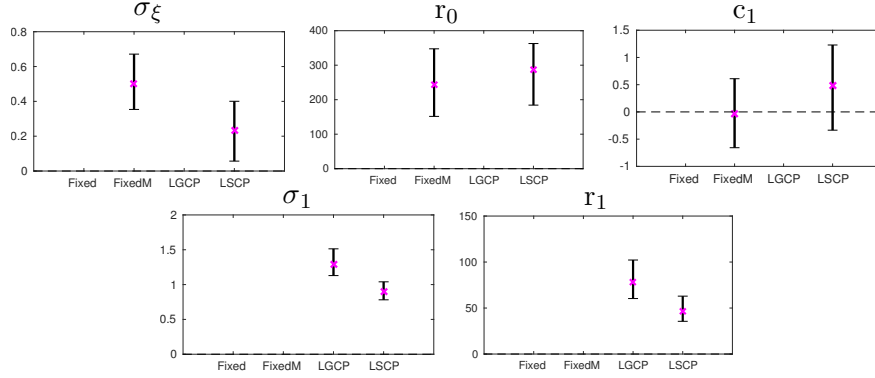 σξ
0.8
0.6
0.4
0.2
0
Fixed FixedM LGCP LSCP
r0
400
300
200
100
0
Fixed FixedM LGCP LSCP
c1
1.5
1
0.5
0
-0.5
-1
Fixed FixedM LGCP LSCP
σ1
2
1.5
1
0.5
0
Fixed FixedM LGCP LSCP
r1
150
100
50
0
Fixed FixedM LGCP LSCP